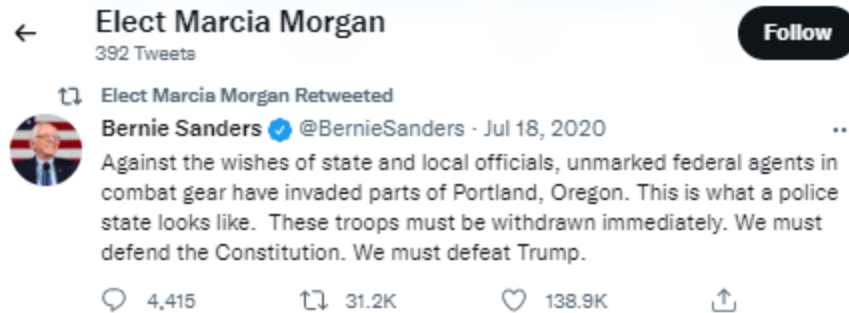 Elect Marcia Morgan
392 Tweets
Follow
Elect Marcia Morgan Retweeted
Bernie Sanders @BernieSanders · Jul 18, 2020
Against the wishes of state and local officials, unmarked federal agents in
combat gear have invaded parts of Portland, Oregon. This is what a police
state looks like.  These troops must be withdrawn immediately. We must
defend the Constitution. We must defeat Trump.
4,415 31.2K 138.9K